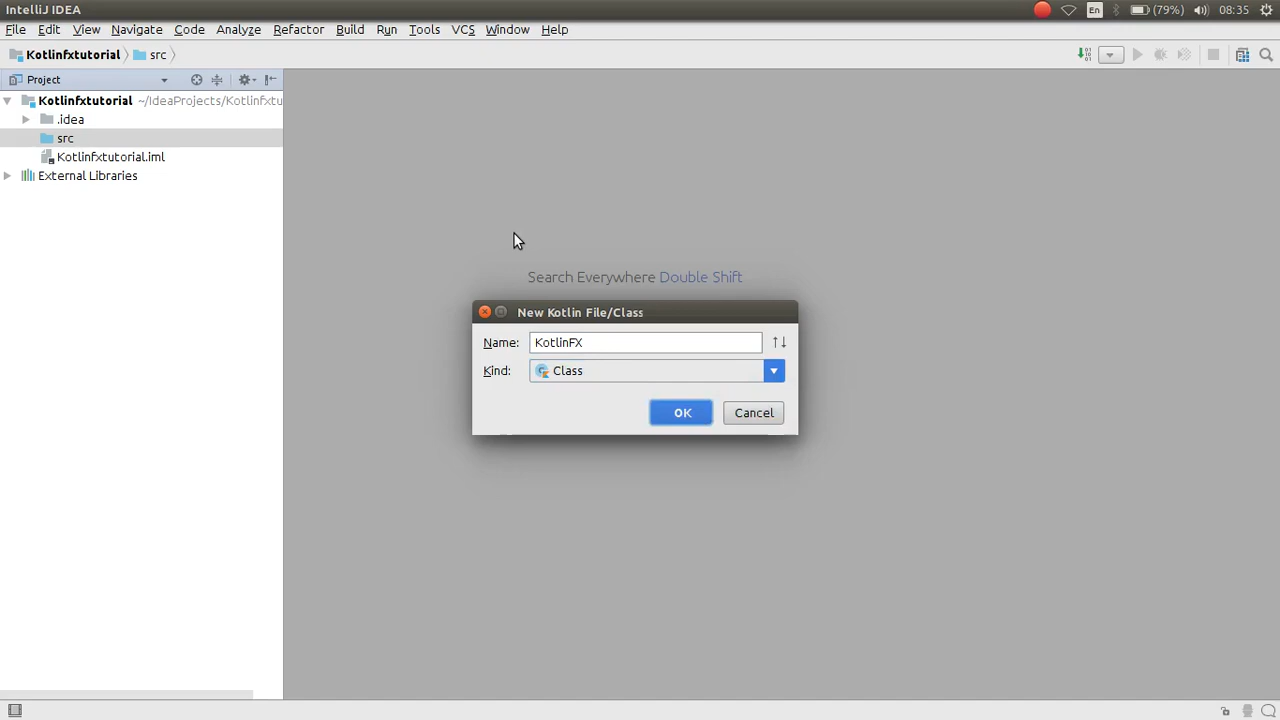 IntelliJ IDEA
En
(79%)
08:35
File Edit View Navigate Code Analyze Refactor Build Run Tools VCS Window Help
Kotlinfxtutorial src
Project
Kotlinfxtutorial ~/IdeaProjects/Kotlinfxtu
.idea
src
Kotlinfxtutorial.iml
External Libraries
Search Everywhere Double Shift
New Kotlin File/Class
Name: KotlinFX
Kind: Class
OK Cancel